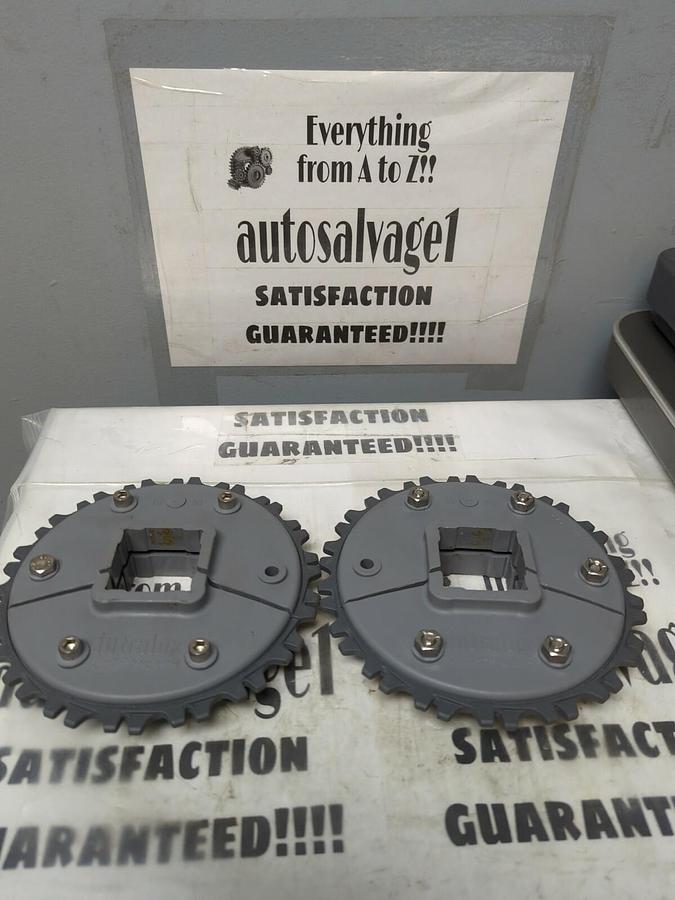 Everything
from A to Z!!
autosalvage1
SATISFACTION
GUARANTEED!!!!
SATISFACTION
GUARANTEED!!!!
SATISFACTION
GUARANTEED!!!!
SATISFACT
GUARANT